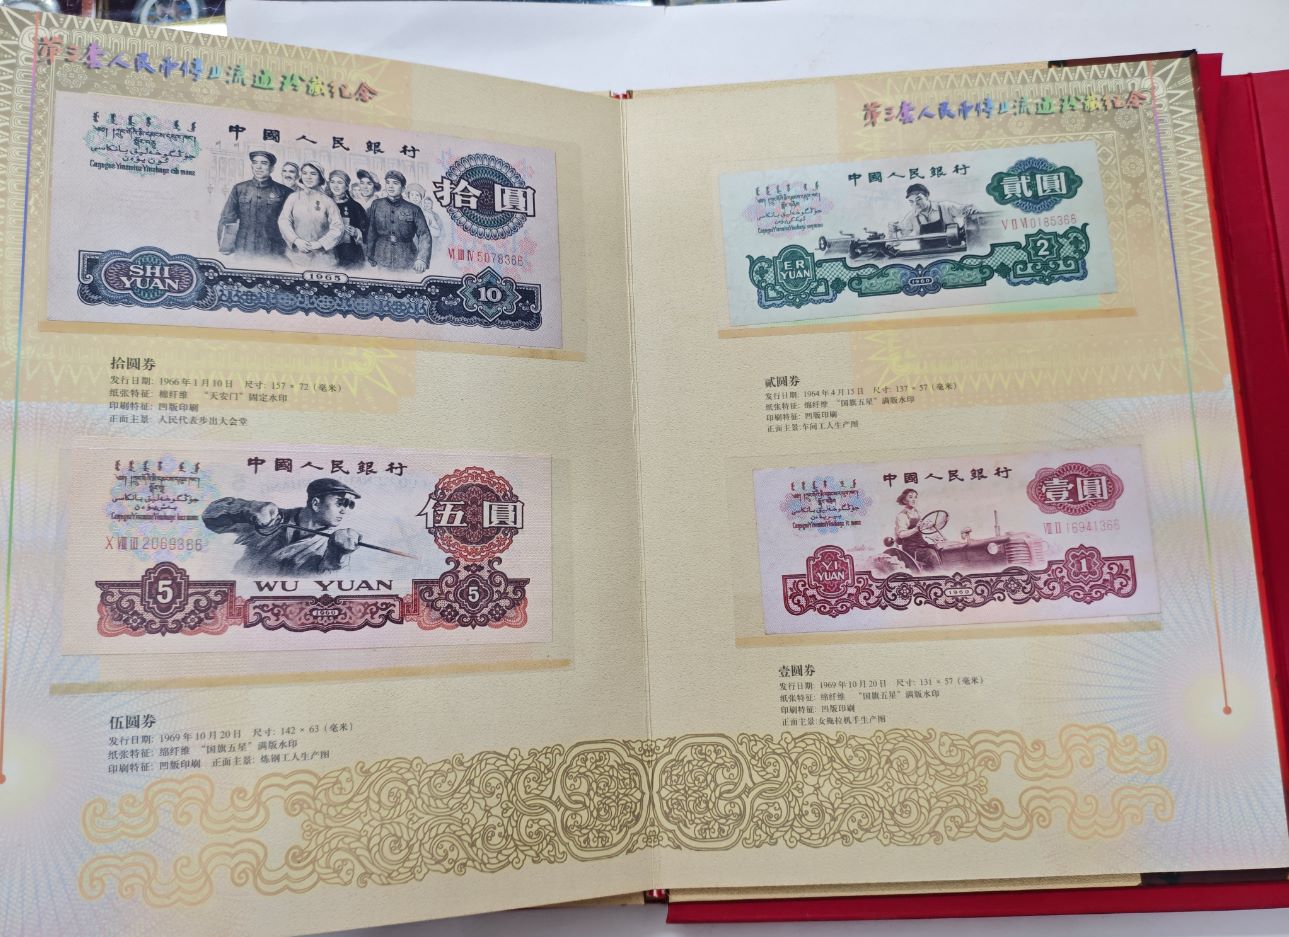 第三套人民币停止流通珍藏纪念
中國人民銀行
拾圓
ⅥⅢⅣ5078366
1965
SHI
YUAN
10
拾圆券
发行日期: 1966年1月10日 尺寸: 157×72（毫米）
纸张特征: 棉纤维 “天安门”固定水印
印刷特征: 凹版印刷
正面主景: 人民代表步出大会堂
中國人民銀行
伍圓
ⅩⅧⅢ2069366
WU YUAN
5
1960
5
伍圆券
发行日期: 1969年10月20日 尺寸: 142×63（毫米）
纸张特征: 绵纤维 “国旗五星”满版水印
印刷特征: 凹版印刷 正面主景: 炼钢工人生产图
第三套人民币停止流通珍藏纪念
中國人民銀行
貳圓
ⅤⅡⅥ0185366
ER
YUAN
1960
2
贰圆券
发行日期: 1964年4月15日 尺寸: 137×57（毫米）
纸张特征: 绵纤维 “国旗五星”满版水印
印刷特征: 凹版印刷
正面主景:车间工人生产图
中國人民銀行
壹圓
ⅧⅡ16941366
YI
YUAN
1960
1
壹圆券
发行日期: 1969年10月20日 尺寸: 131×57（毫米）
纸张特征: 绵纤维 “国旗五星”满版水印
印刷特征: 凹版印刷
正面主景:女拖拉机手生产图